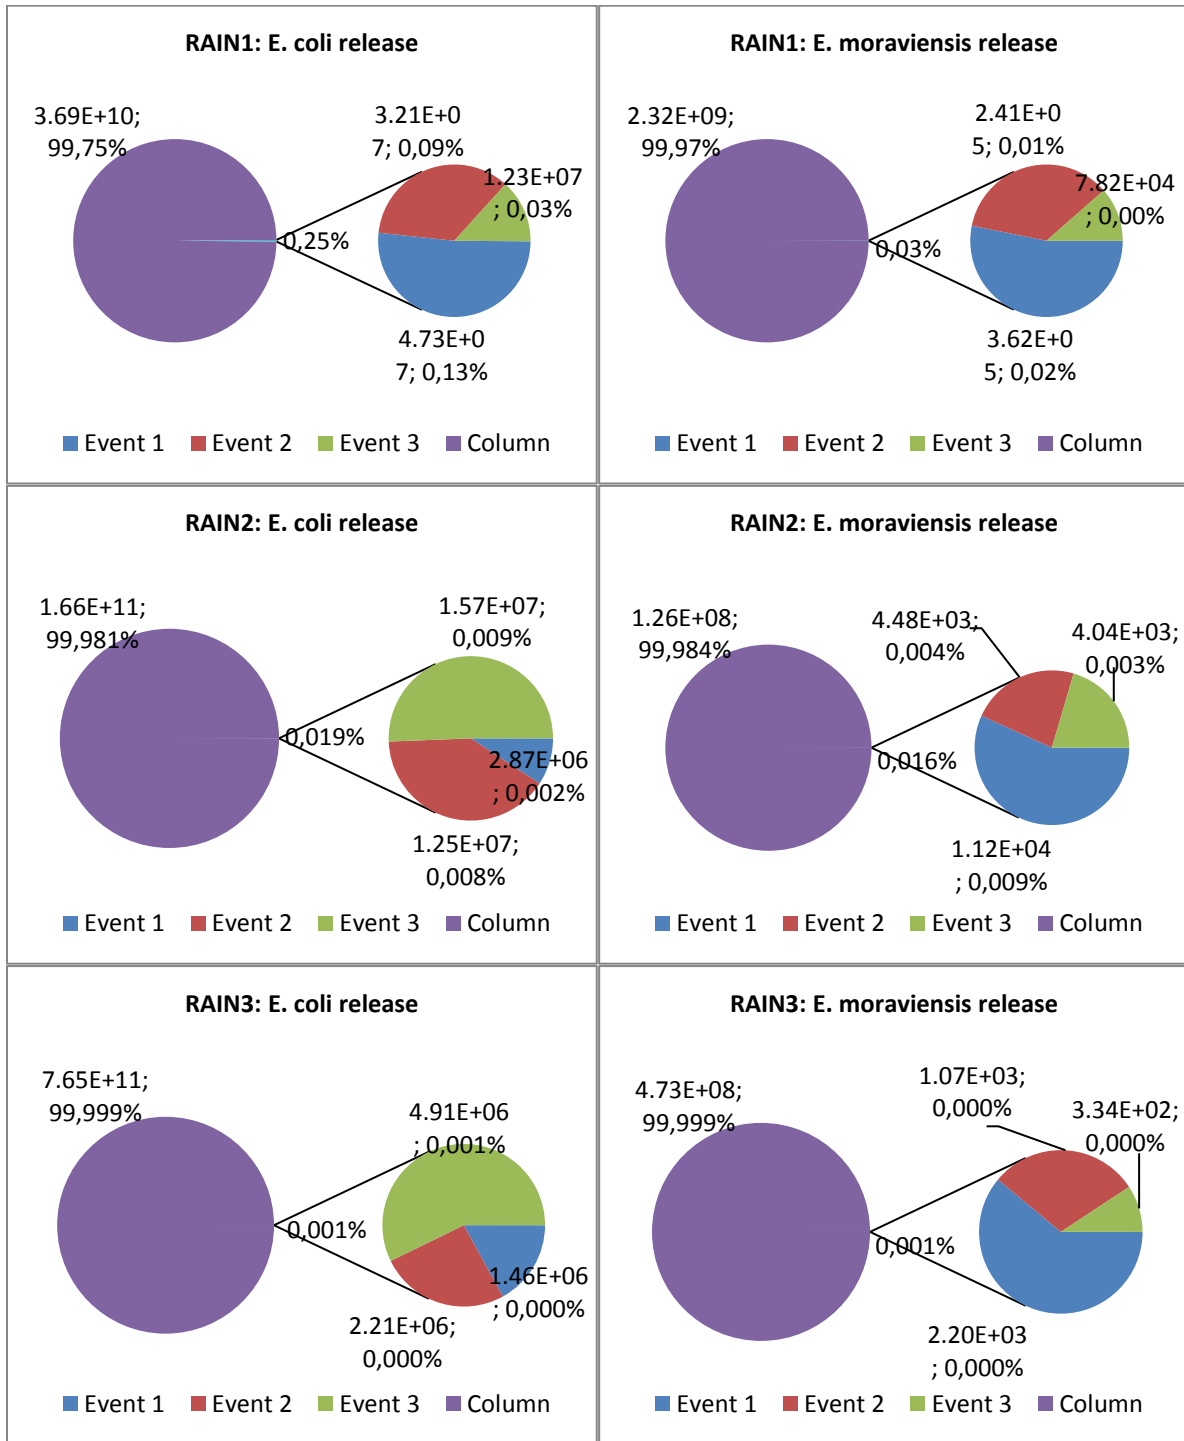 RAIN1: E. coli release
3.69E+10;
99,75%
3.21E+0
7; 0,09%
1.23E+07
; 0,03%
0,25%
4.73E+0
7; 0,13%
Event 1 Event 2 Event 3 Column
RAIN1: E. moraviensis release
2.32E+09;
99,97%
2.41E+0
5; 0,01%
7.82E+04
; 0,00%
0,03%
3.62E+0
5; 0,02%
Event 1 Event 2 Event 3 Column
RAIN2: E. coli release
1.66E+11;
99,981%
1.57E+07;
0,009%
0,019%
2.87E+06
; 0,002%
1.25E+07;
0,008%
Event 1 Event 2 Event 3 Column
RAIN2: E. moraviensis release
1.26E+08;
99,984%
4.48E+03;
0,004%
4.04E+03;
0,003%
0,016%
1.12E+04
; 0,009%
Event 1 Event 2 Event 3 Column
RAIN3: E. coli release
7.65E+11;
99,999%
4.91E+06
; 0,001%
0,001%
1.46E+06
; 0,000%
2.21E+06;
0,000%
Event 1 Event 2 Event 3 Column
RAIN3: E. moraviensis release
4.73E+08;
99,999%
1.07E+03;
0,000%
3.34E+02;
0,000%
0,001%
2.20E+03
; 0,000%
Event 1 Event 2 Event 3 Column